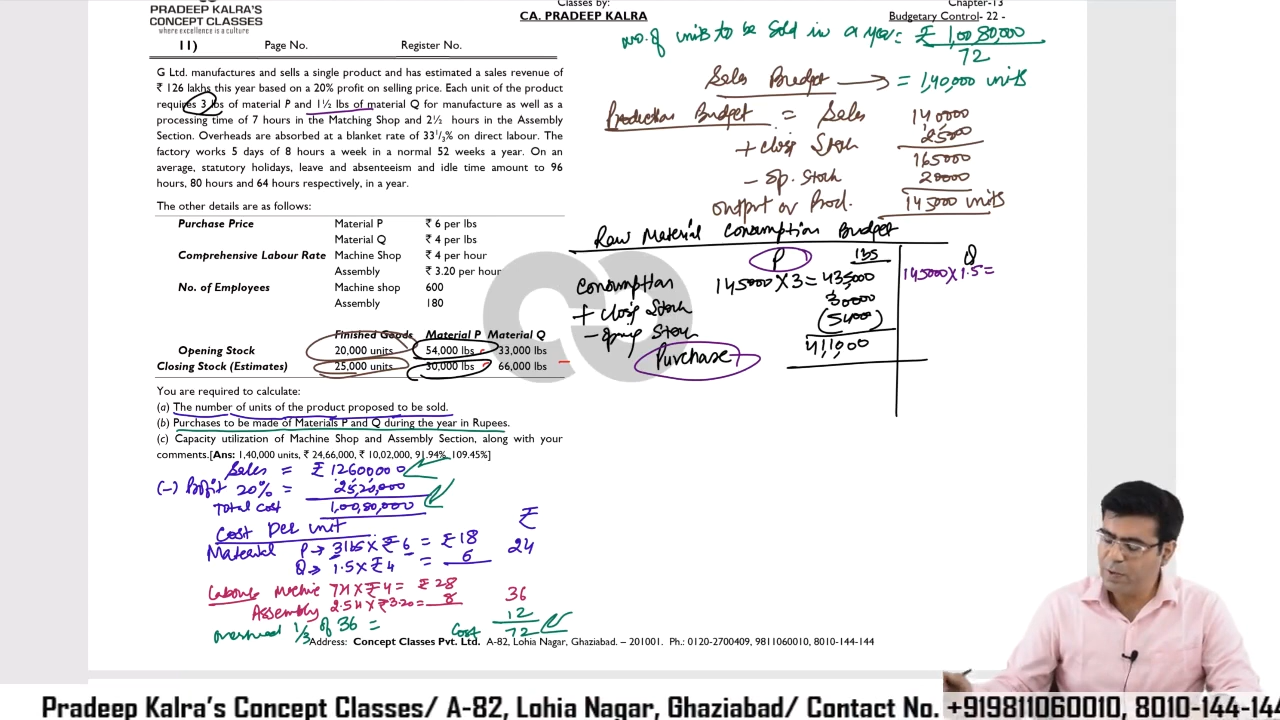 PRADEEP KALRA'S
CONCEPT CLASSES
where excellence is a culture
Classes by:
CA. PRADEEP KALRA
Chapter-13
Budgetary Control- 22 -
11) Page No. Register No.
G Ltd. manufactures and sells a single product and has estimated a sales revenue of
₹ 126 lakhs this year based on a 20% profit on selling price. Each unit of the product
requires 3 lbs of material P and 1½ lbs of material Q for manufacture as well as a
processing time of 7 hours in the Matching Shop and 2½ hours in the Assembly
Section. Overheads are absorbed at a blanket rate of 33¹/₃% on direct labour. The
factory works 5 days of 8 hours a week in a normal 52 weeks a year. On an
average, statutory holidays, leave and absenteeism and idle time amount to 96
hours, 80 hours and 64 hours respectively, in a year.
The other details are as follows:
Purchase Price Material P ₹ 6 per lbs
Material Q ₹ 4 per lbs
Comprehensive Labour Rate Machine Shop ₹ 4 per hour
Assembly ₹ 3.20 per hour
No. of Employees Machine shop 600
Assembly 180
Finished Goods Material P Material Q
Opening Stock 20,000 units 54,000 lbs 33,000 lbs
Closing Stock (Estimates) 25,000 units 30,000 lbs 66,000 lbs
You are required to calculate:
(a) The number of units of the product proposed to be sold.
(b) Purchases to be made of Materials P and Q during the year in Rupees.
(c) Capacity utilization of Machine Shop and Assembly Section, along with your
comments.[Ans: 1,40,000 units, ₹ 24,66,000, ₹ 10,02,000, 91.94%, 109.45%]
Sales = ₹ 12600000
(-) Profit 20% = 25,20,000
Total Cost 1,00,80,000
Cost Per unit ₹
Material P → 3lbs x ₹ 6 = ₹ 18
Q → 1.5 x ₹ 4 = 6 24
Labour Machine 7H x ₹ 4 = ₹ 28
Assembly 2.5H x ₹ 3.20 = 8 36
overhead 1/3 of 36 = 12
Cost 72
no. of units to be sold in a year = ₹ 1,00,80,000
72
Sales Budget → = 1,40,000 units
Production Budget = Sales 140000
+ closing Stock 25000
165000
- op. Stock 20000
output or Prod. 145000 units
Raw Material Consumption Budget
P lbs Q
Consumption 145000 X 3 = 435000 145000 X 1.5 =
+ closing Stock 30000
- opening Stock (54000)
Purchase 411,000
Address: Concept Classes Pvt. Ltd. A-82, Lohia Nagar, Ghaziabad. – 201001. Ph.: 0120-2700409, 9811060010, 8010-144-144
Pradeep Kalra's Concept Classes/ A-82, Lohia Nagar, Ghaziabad/ Contact No. +919811060010, 8010-144-144